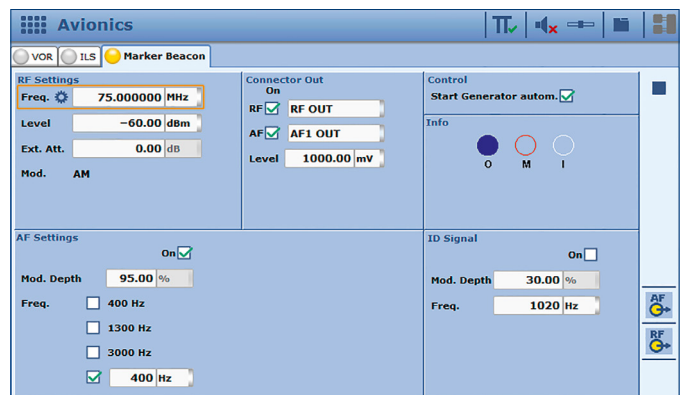 Avionics
VOR ILS Marker Beacon
RF Settings
Freq. 75.000000 MHz
Level -60.00 dBm
Ext. Att. 0.00 dB
Mod. AM
Connector Out
On
RF RF OUT
AF AF1 OUT
Level 1000.00 mV
Control
Start Generator autom.
Info
O M I
AF Settings
On
Mod. Depth 95.00 %
Freq. 400 Hz
1300 Hz
3000 Hz
400 Hz
ID Signal
On
Mod. Depth 30.00 %
Freq. 1020 Hz
AF
RF